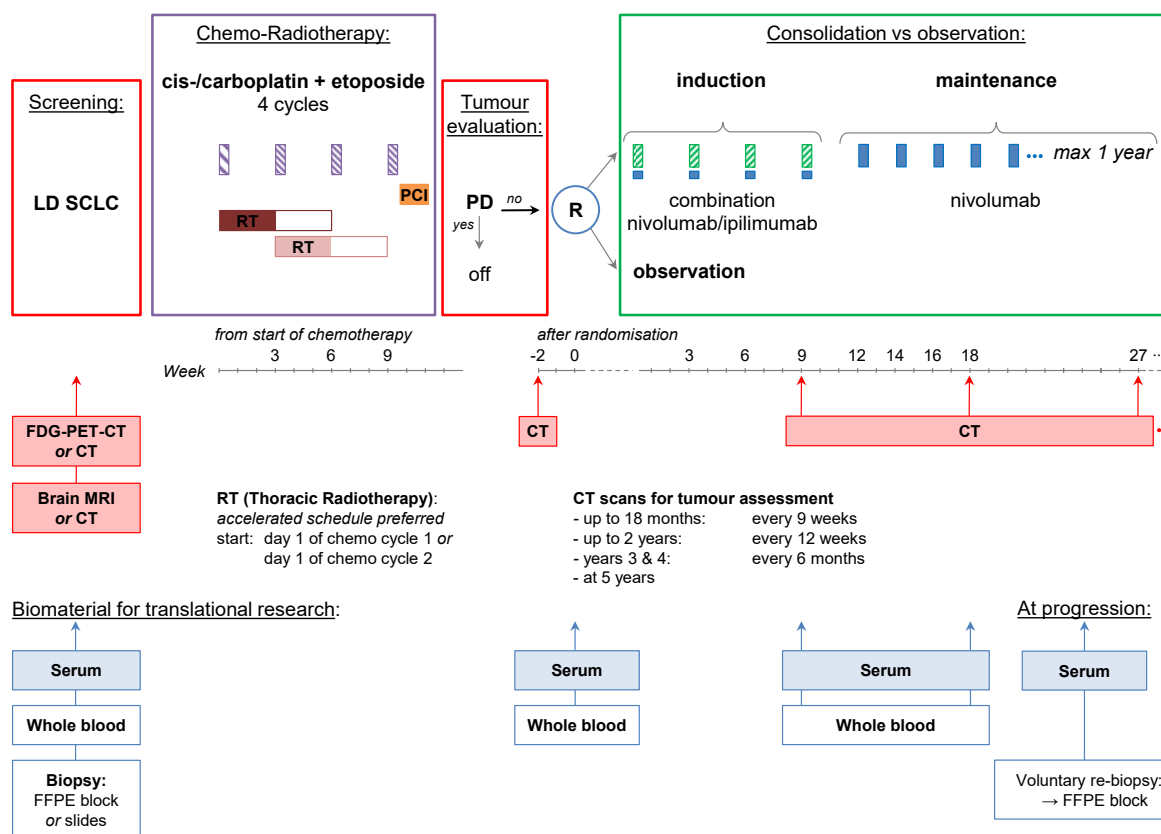 Screening:
LD SCLC
Chemo-Radiotherapy:
cis-/carboplatin + etoposide
4 cycles
PCI
RT
RT
Tumour
evaluation:
PD
no
yes
off
R
Consolidation vs observation:
induction
maintenance
... max 1 year
combination
nivolumab/ipilimumab
nivolumab
observation
from start of chemotherapy
after randomisation
Week
3 6 9
-2 0 3 6 9 12 14 16 18 27 ...
FDG-PET-CT
or CT
CT
CT
Brain MRI
or CT
RT (Thoracic Radiotherapy):
accelerated schedule preferred
start: day 1 of chemo cycle 1 or
day 1 of chemo cycle 2
CT scans for tumour assessment
- up to 18 months: every 9 weeks
- up to 2 years: every 12 weeks
- years 3 & 4: every 6 months
- at 5 years
Biomaterial for translational research:
At progression:
Serum
Serum
Serum
Serum
Whole blood
Whole blood
Whole blood
Biopsy:
FFPE block
or slides
Voluntary re-biopsy:
→ FFPE block